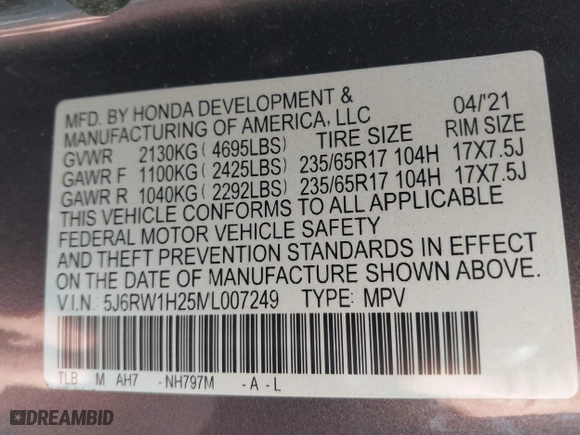 MFD. BY HONDA DEVELOPMENT & 04/'21
MANUFACTURING OF AMERICA, LLC
GVWR 2130KG( 4695LBS) TIRE SIZE RIM SIZE
GAWR F 1100KG( 2425LBS) 235/65R17 104H 17X7.5J
GAWR R 1040KG( 2292LBS) 235/65R17 104H 17X7.5J
THIS VEHICLE CONFORMS TO ALL APPLICABLE
FEDERAL MOTOR VEHICLE SAFETY
AND THEFT PREVENTION STANDARDS IN EFFECT
ON THE DATE OF MANUFACTURE SHOWN ABOVE.
V.I.N.: 5J6RW1H25ML007249 TYPE: MPV
TLB M AH7 - NH797M - A - L
DREAMBID